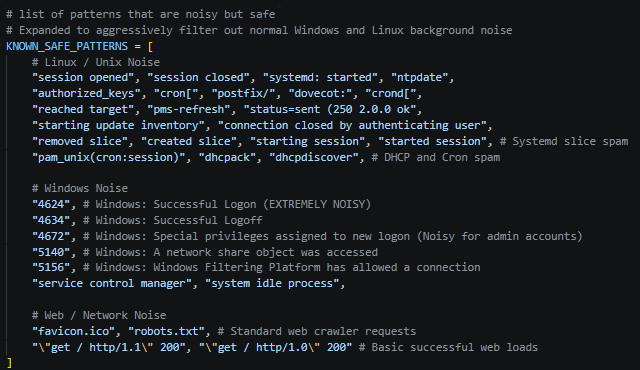 # list of patterns that are noisy but safe
# Expanded to aggressively filter out normal Windows and Linux background noise
KNOWN_SAFE_PATTERNS = [
    # Linux / Unix Noise
    "session opened", "session closed", "systemd: started", "ntpdate",
    "authorized_keys", "cron[", "postfix/", "dovecot:", "crond[",
    "reached target", "pms-refresh", "status=sent (250 2.0.0 ok",
    "starting update inventory", "connection closed by authenticating user",
    "removed slice", "created slice", "starting session", "started session", # Systemd slice spam
    "pam_unix(cron:session)", "dhcpack", "dhcpdiscover", # DHCP and Cron spam

    # Windows Noise
    "4624", # Windows: Successful Logon (EXTREMELY NOISY)
    "4634", # Windows: Successful Logoff
    "4672", # Windows: Special privileges assigned to new logon (Noisy for admin accounts)
    "5140", # Windows: A network share object was accessed
    "5156", # Windows: Windows Filtering Platform has allowed a connection
    "service control manager", "system idle process",

    # Web / Network Noise
    "favicon.ico", "robots.txt", # Standard web crawler requests
    "\"get / http/1.1\" 200", "\"get / http/1.0\" 200" # Basic successful web loads
]